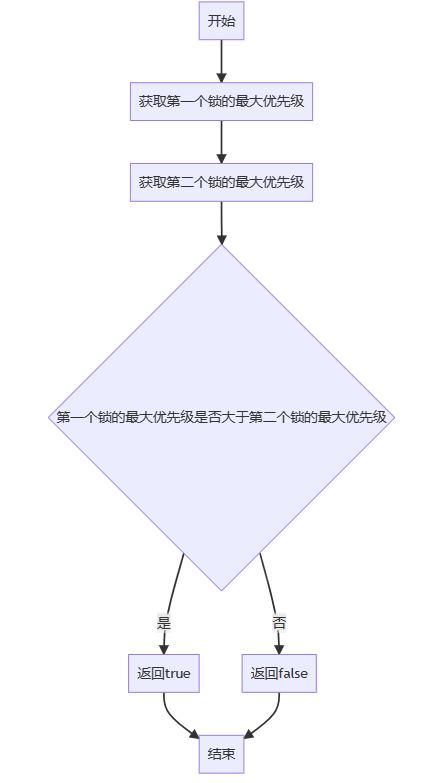 开始
获取第一个锁的最大优先级
获取第二个锁的最大优先级
第一个锁的最大优先级是否大于第二个锁的最大优先级
是
否
返回true
返回false
结束